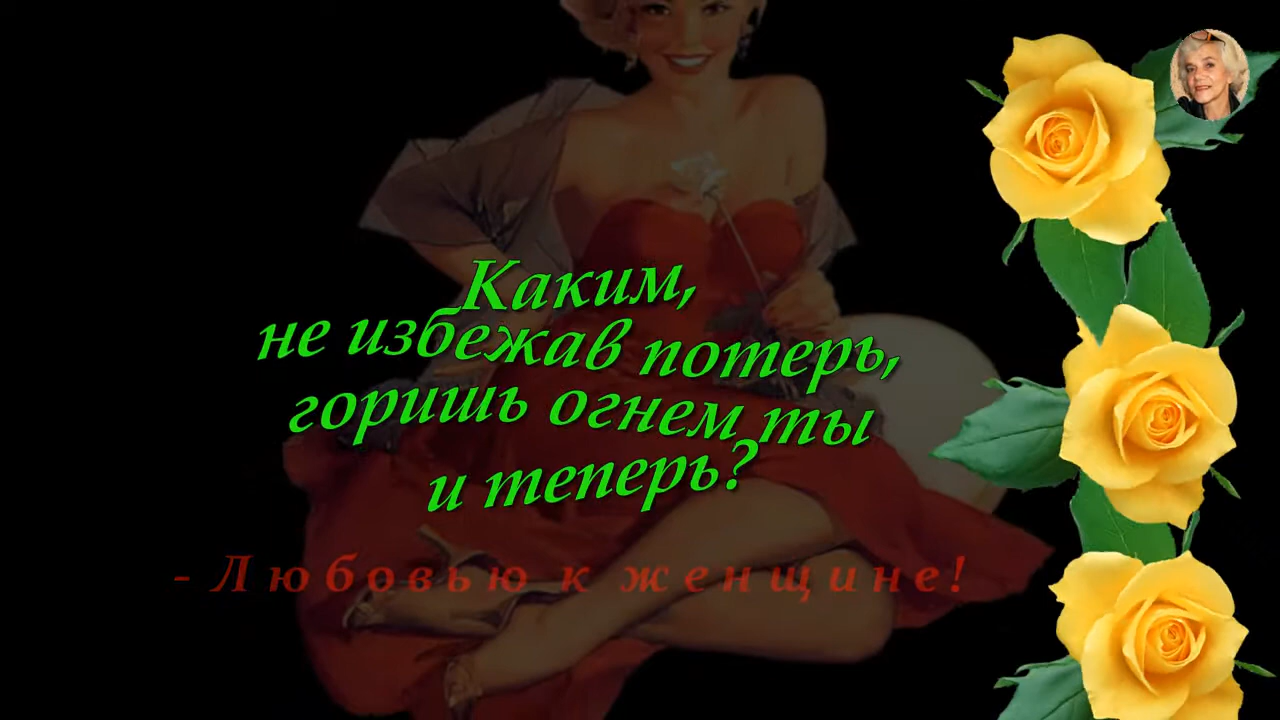 Каким,
не избежав потерь,
горишь огнем ты
и теперь?
- Любовью к женщине!